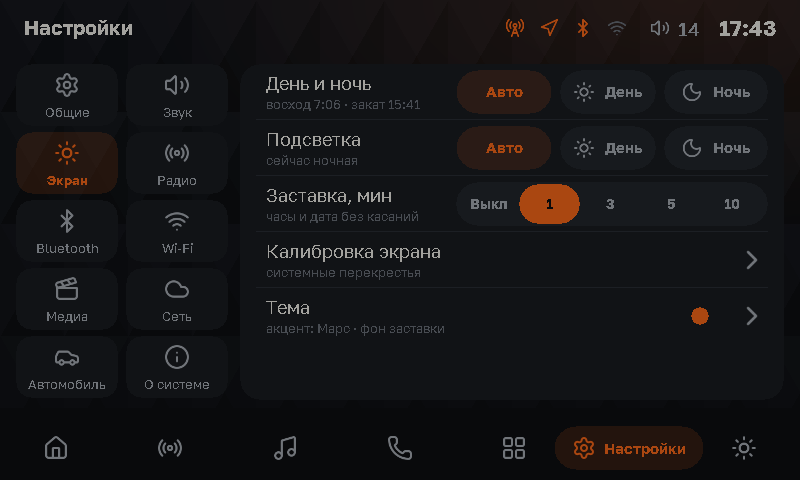 Настройки
14 17:43
Общие
Звук
Экран
Радио
Bluetooth
Wi-Fi
Медиа
Сеть
Автомобиль
О системе
День и ночь
восход 7:06 · закат 15:41
Авто День Ночь
Подсветка
сейчас ночная
Авто День Ночь
Заставка, мин
часы и дата без касаний
Выкл 1 3 5 10
Калибровка экрана
системные перекрестья
Тема
акцент: Марс · фон заставки
Настройки